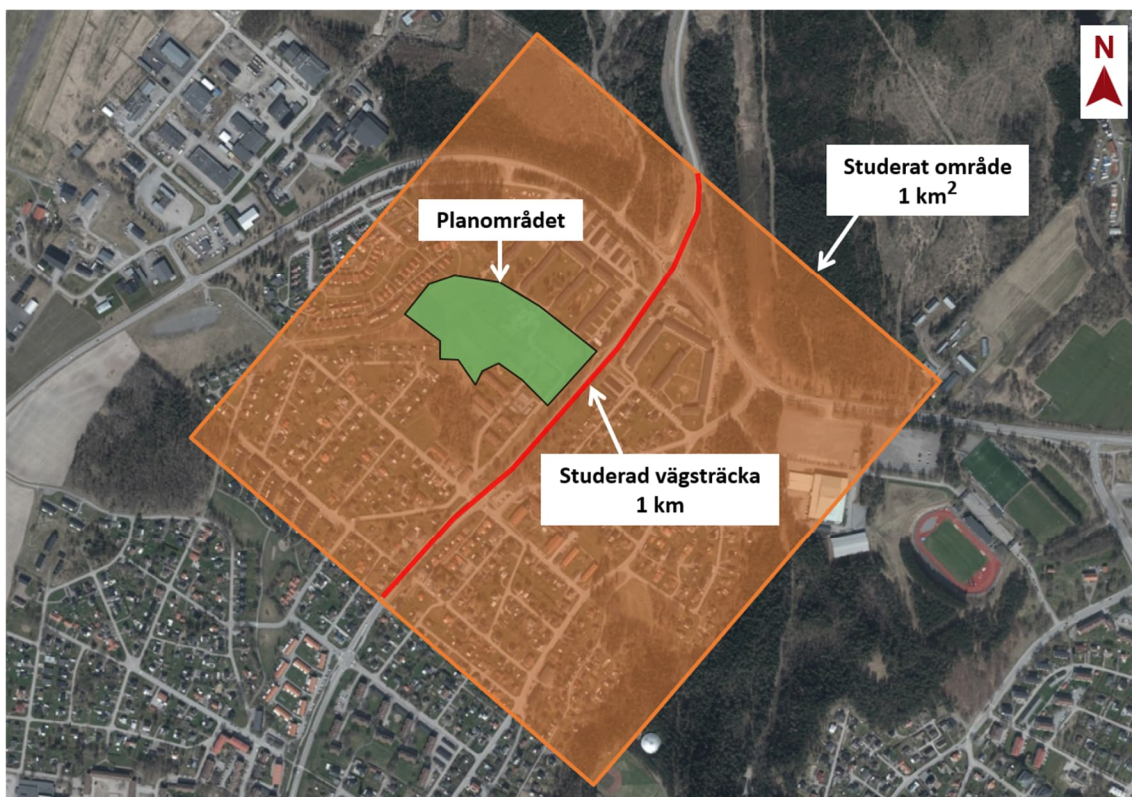 N
Studerat område
1 km²
Planområdet
Studerad vägsträcka
1 km